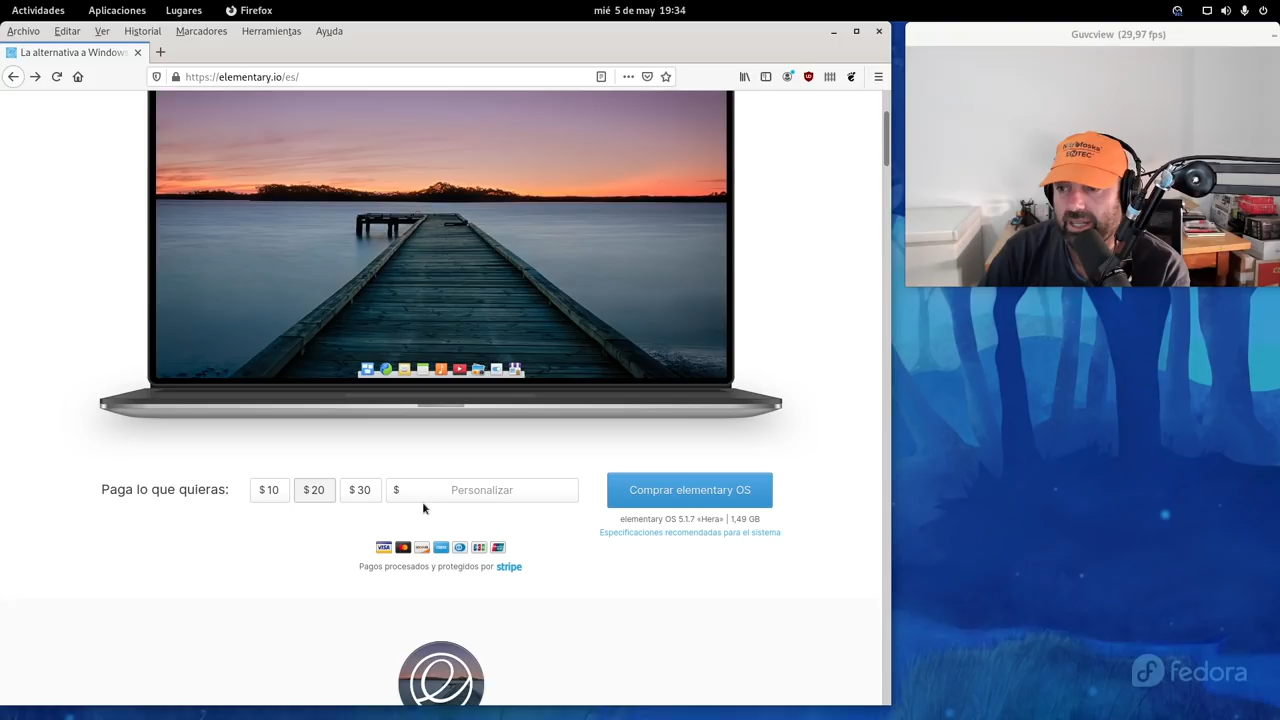 Actividades Aplicaciones Lugares Firefox mié 5 de may 19:34
Archivo Editar Ver Historial Marcadores Herramientas Ayuda
Guvcview (29,97 fps)
La alternativa a Windows
https://elementary.io/es/
Paga lo que quieras: $ 10 $ 20 $ 30 $ Personalizar Comprar elementary OS
elementary OS 5.1.7 «Hera» | 1,49 GB
Especificaciones recomendadas para el sistema
VISA
Pagos procesados y protegidos por stripe
fedora